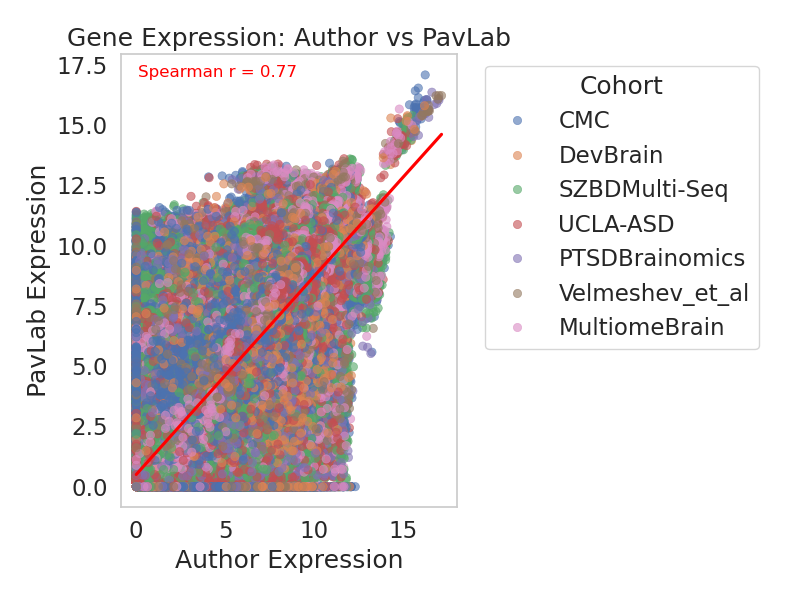 Gene Expression: Author vs PavLab
Spearman r = 0.77
17.5
15.0
12.5
10.0
7.5
5.0
2.5
0.0
PavLab Expression
0 5 10 15
Author Expression
Cohort
CMC
DevBrain
SZBDMulti-Seq
UCLA-ASD
PTSDBrainomics
Velmeshev_et_al
MultiomeBrain